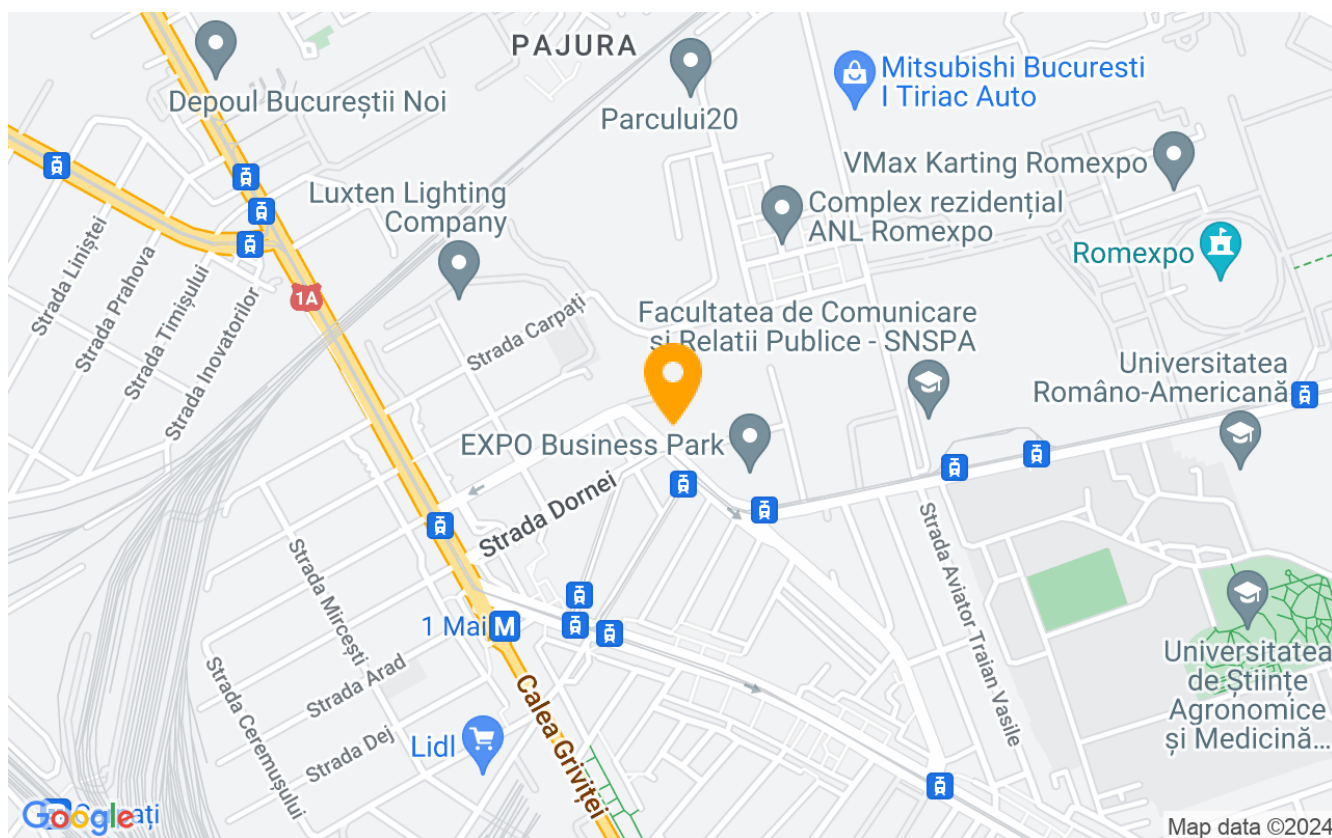 PAJURA
Depoul Bucureștii Noi
Parcului20
Mitsubishi Bucuresti
I Tiriac Auto
VMax Karting Romexpo
Luxten Lighting
Company
Complex rezidențial
ANL Romexpo
Romexpo
Strada Liniștei
Strada Prahova
Strada Timișului
Strada Inovatorilor
1A
Strada Carpați
Facultatea de Comunicare
și Relatii Publice - SNSPA
Universitatea
Româno-Americană
EXPO Business Park
Strada Dornei
Strada Aviator Traian Vasile
Strada Mircești
1 Mai
M
Strada Arad
Strada Ceremușului
Strada Dej
Calea Griviței
Lidl
Universitatea
de Științe
Agronomice
și Medicină...
Google
Map data ©2024